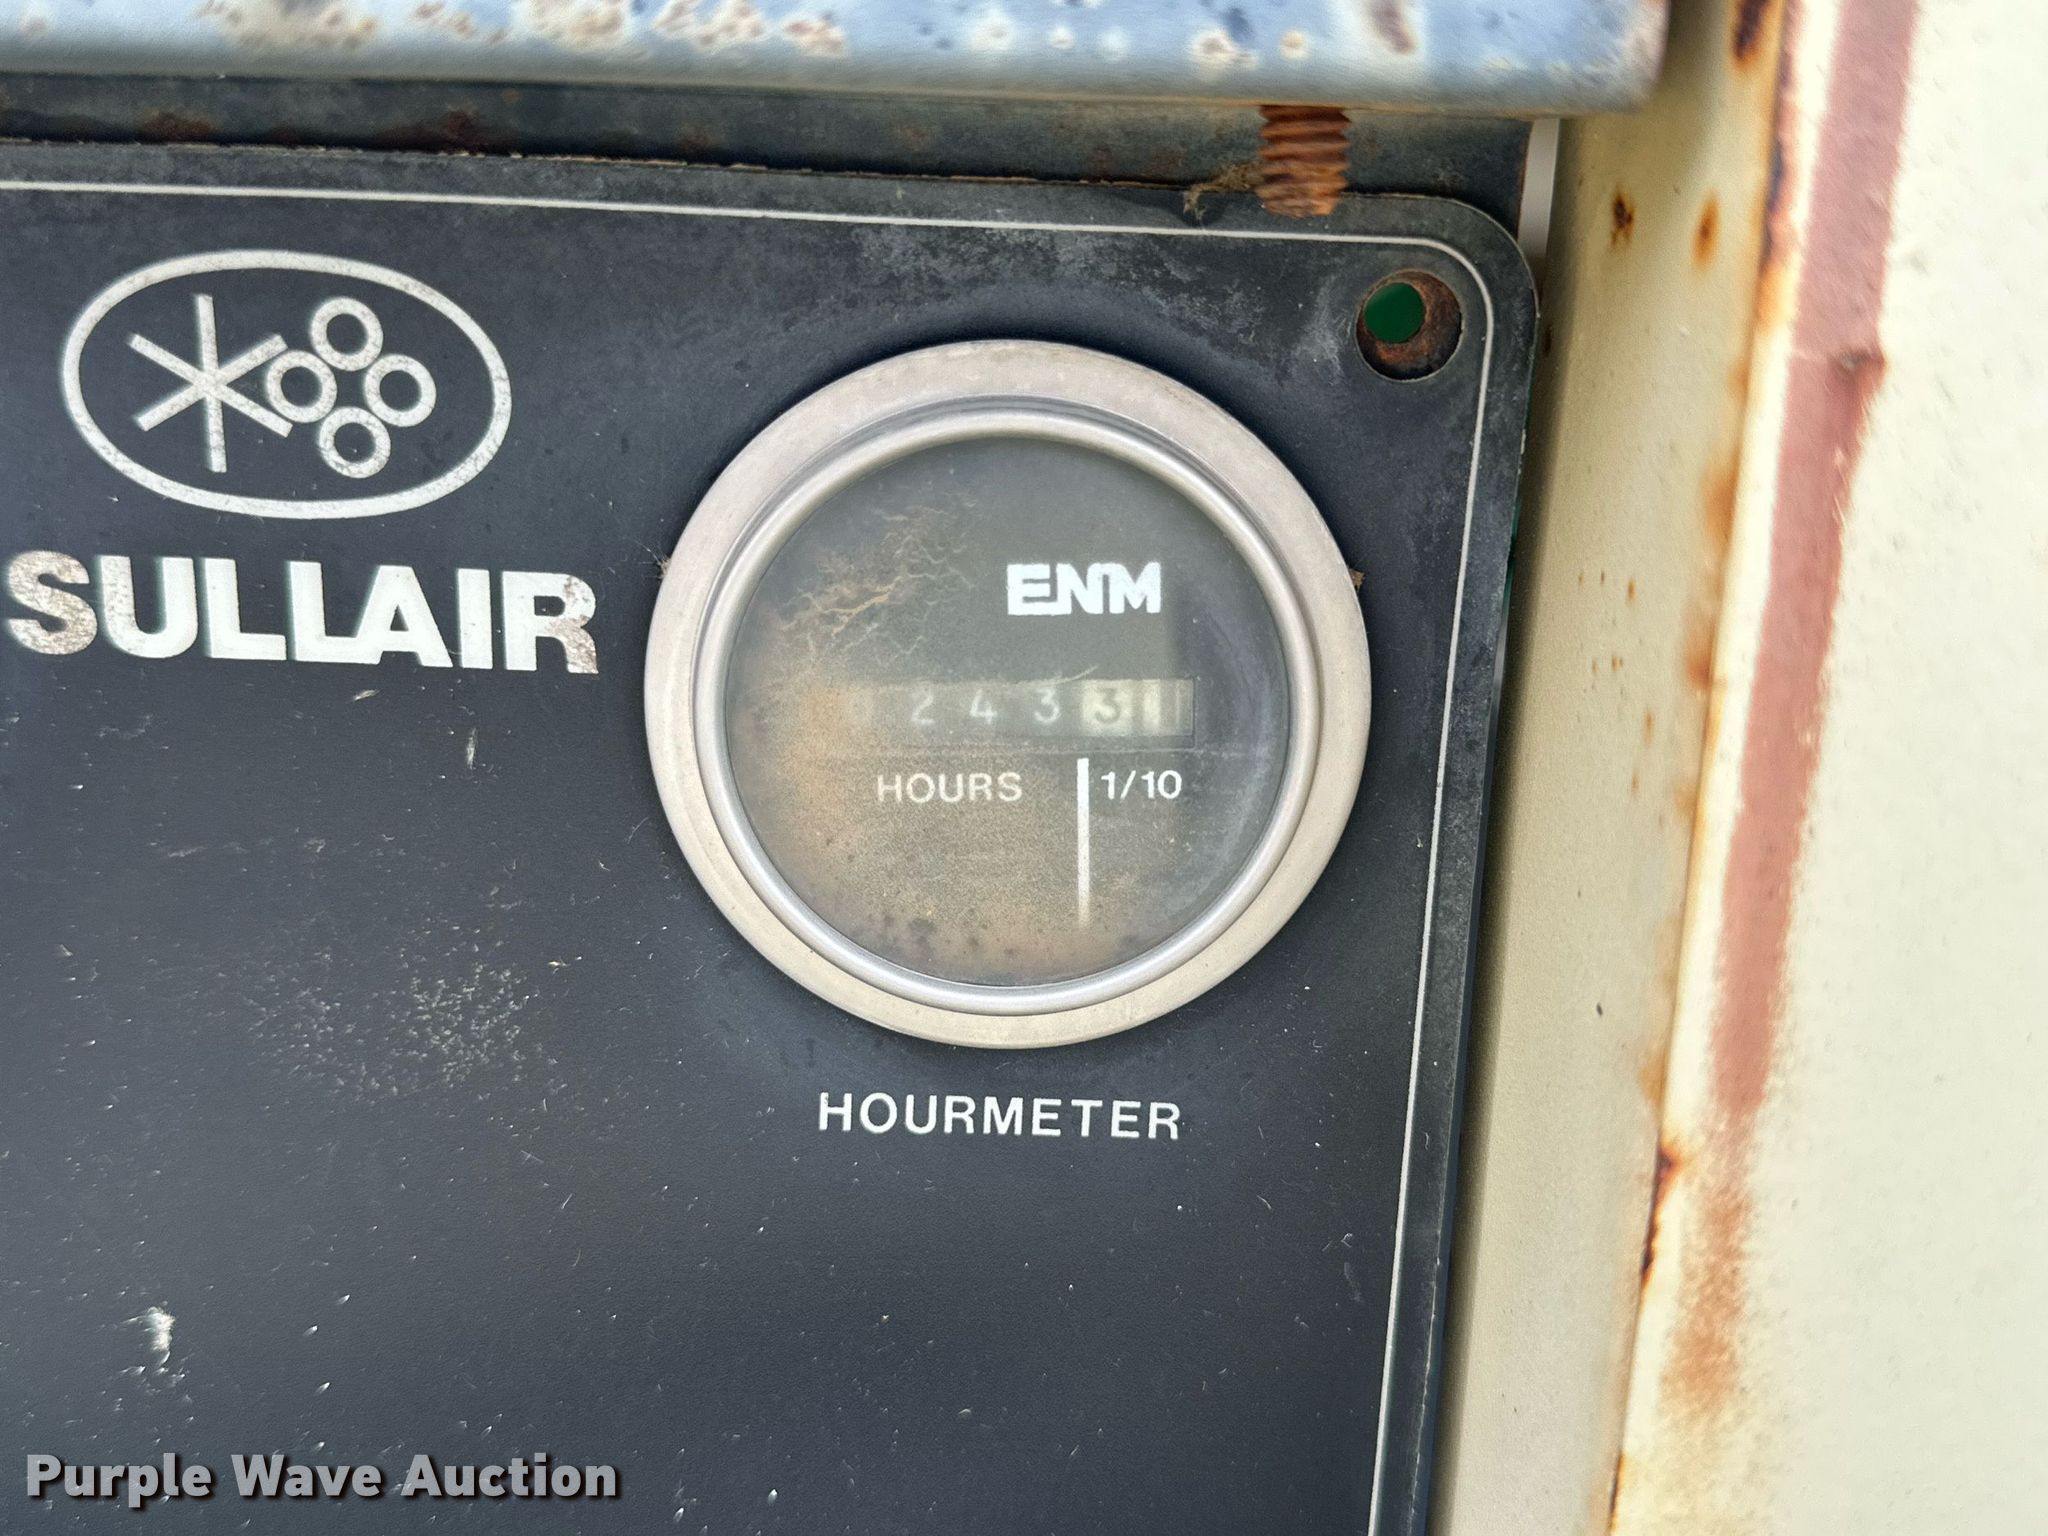 SULLAIR
ENM
2 4 3 3
HOURS 1/10
HOURMETER
Purple Wave Auction